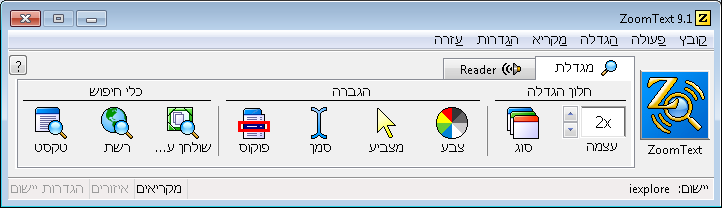 ZoomText 9.1
קובץ פעולה הגדלה מקריא הגדרות עזרה
מגדלת Reader ?
חלון הגדלה הגברה כלי חיפוש
2x
עצמה סוג צבע מצביע סמן פוקוס שולחן ע... רשת טקסט
ZoomText
יישום: iexplore מקריאים איזורים הגדרות יישום